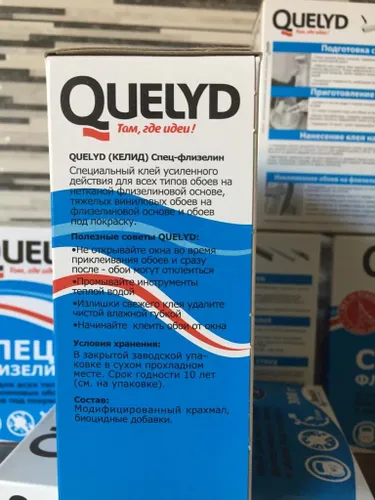 QUELYD
Там, где идеи!
QUELYD (КЕЛИД) Спец-флизелин
Специальный клей усиленного
действия для всех типов обоев на
нетканой флизелиновой основе,
тяжелых виниловых обоев на
флизелиновой основе и обоев
под покраску.
Полезные советы QUELYD:
•Не открывайте окна во время
приклеивания обоев и сразу
после - обои могут отклеиться
•Промывайте инструменты
теплой водой
•Излишки свежего клея удалите
чистой влажной губкой
•Начинайте клеить обои от окна
Условия хранения:
В закрытой заводской упа-
ковке в сухом прохладном
месте. Срок годности 10 лет
(см. на упаковке).
Состав:
Модифицированный крахмал,
биоцидные добавки.
QUELYD
Там, где идеи!
Подготовка
Приготовление
Нанесение клея на